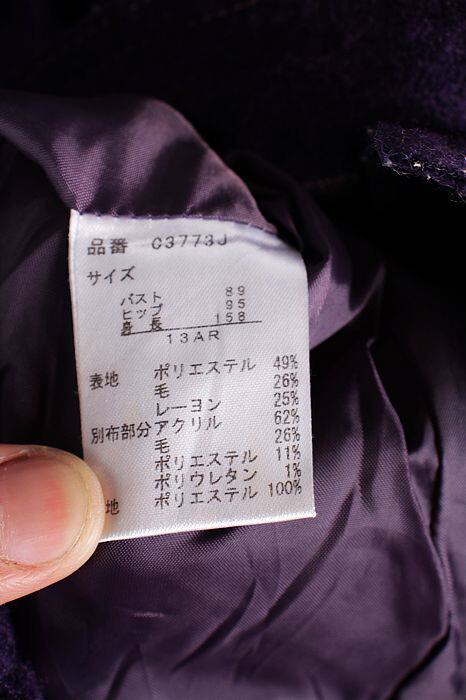 品番 C3773J
サイズ
バスト 89
ヒップ 95
身長 158
13AR
表地 ポリエステル 49%
毛 26%
レーヨン 25%
別布部分 アクリル 62%
毛 26%
ポリエステル 11%
ポリウレタン 1%
地 ポリエステル 100%